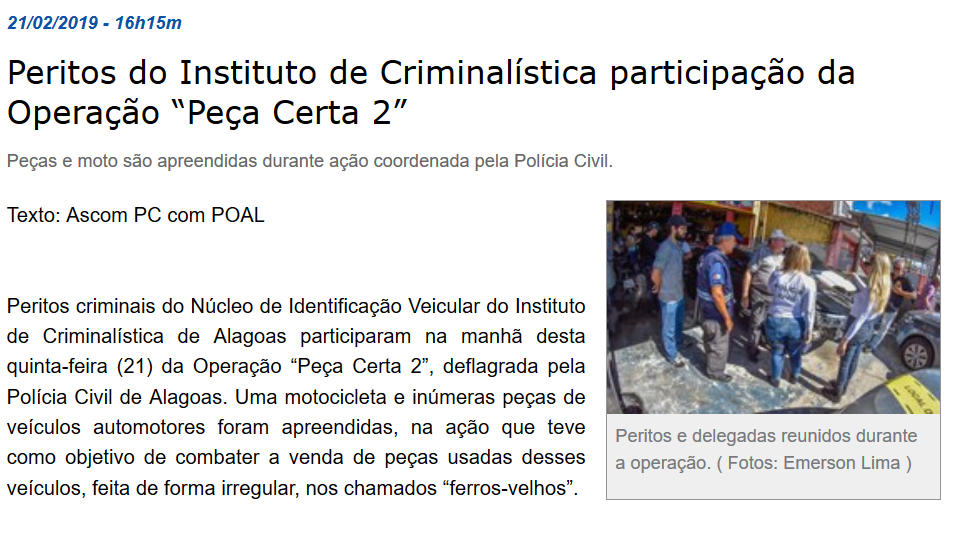 21/02/2019 - 16h15m
Peritos do Instituto de Criminalística participação da
Operação “Peça Certa 2”
Peças e moto são apreendidas durante ação coordenada pela Polícia Civil.
Texto: Ascom PC com POAL
Peritos criminais do Núcleo de Identificação Veicular do Instituto
de Criminalística de Alagoas participaram na manhã desta
quinta-feira (21) da Operação “Peça Certa 2”, deflagrada pela
Polícia Civil de Alagoas. Uma motocicleta e inúmeras peças de
veículos automotores foram apreendidas, na ação que teve
como objetivo de combater a venda de peças usadas desses
veículos, feita de forma irregular, nos chamados “ferros-velhos”.
LOCAL D
Peritos e delegadas reunidos durante
a operação. ( Fotos: Emerson Lima )